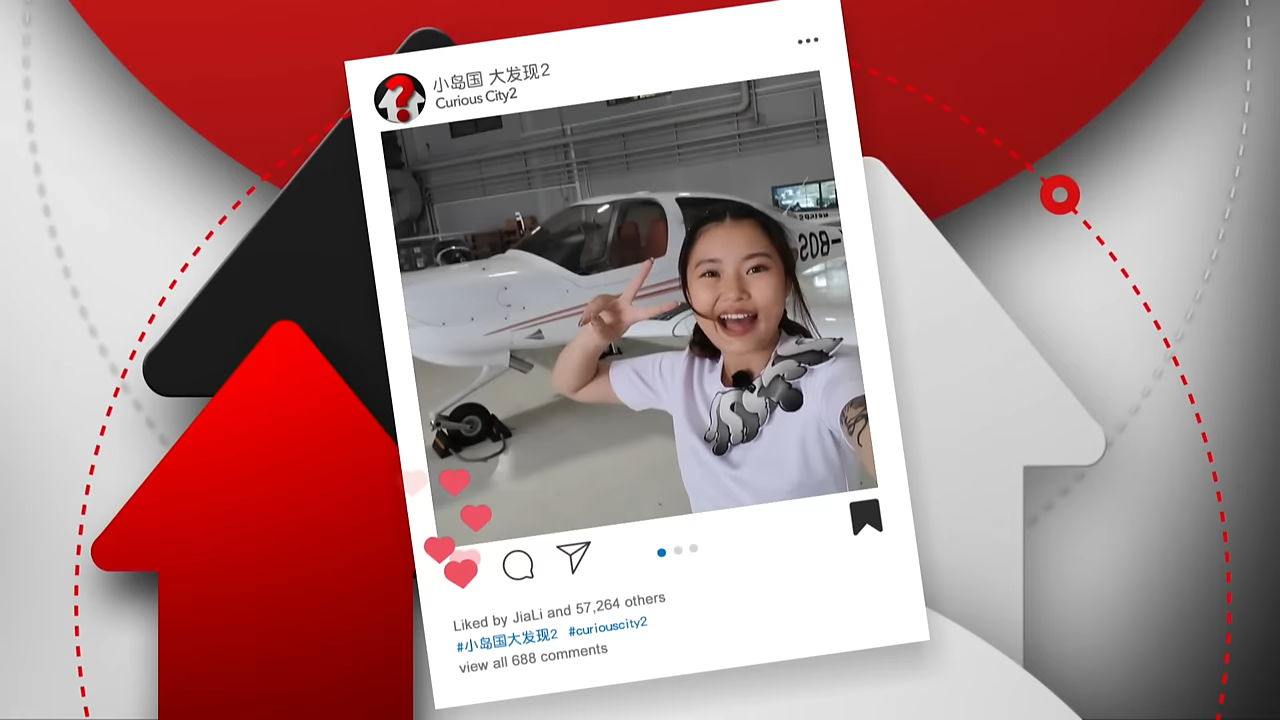 小岛国 大发现2
Curious City2
Liked by JiaLi and 57,264 others
#小岛国大发现2 #curiouscity2
view all 688 comments